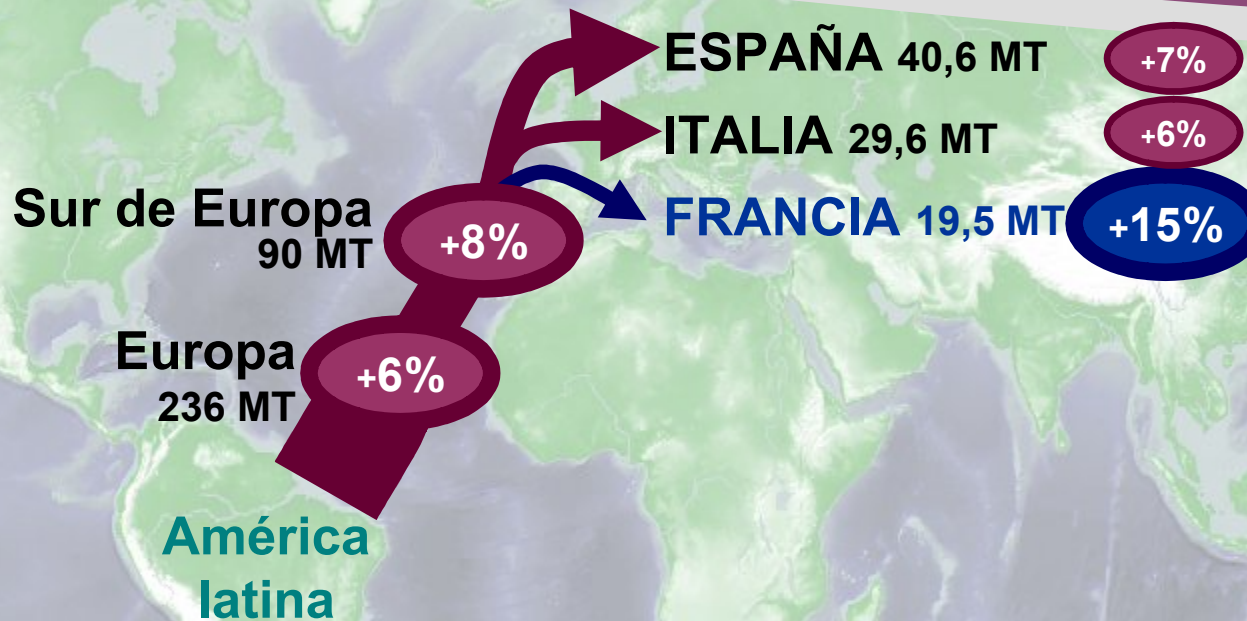 ESPAÑA 40,6 MT +7%
ITALIA 29,6 MT +6%
FRANCIA 19,5 MT +15%
Sur de Europa
90 MT
+8%
Europa
236 MT
+6%
América
latina